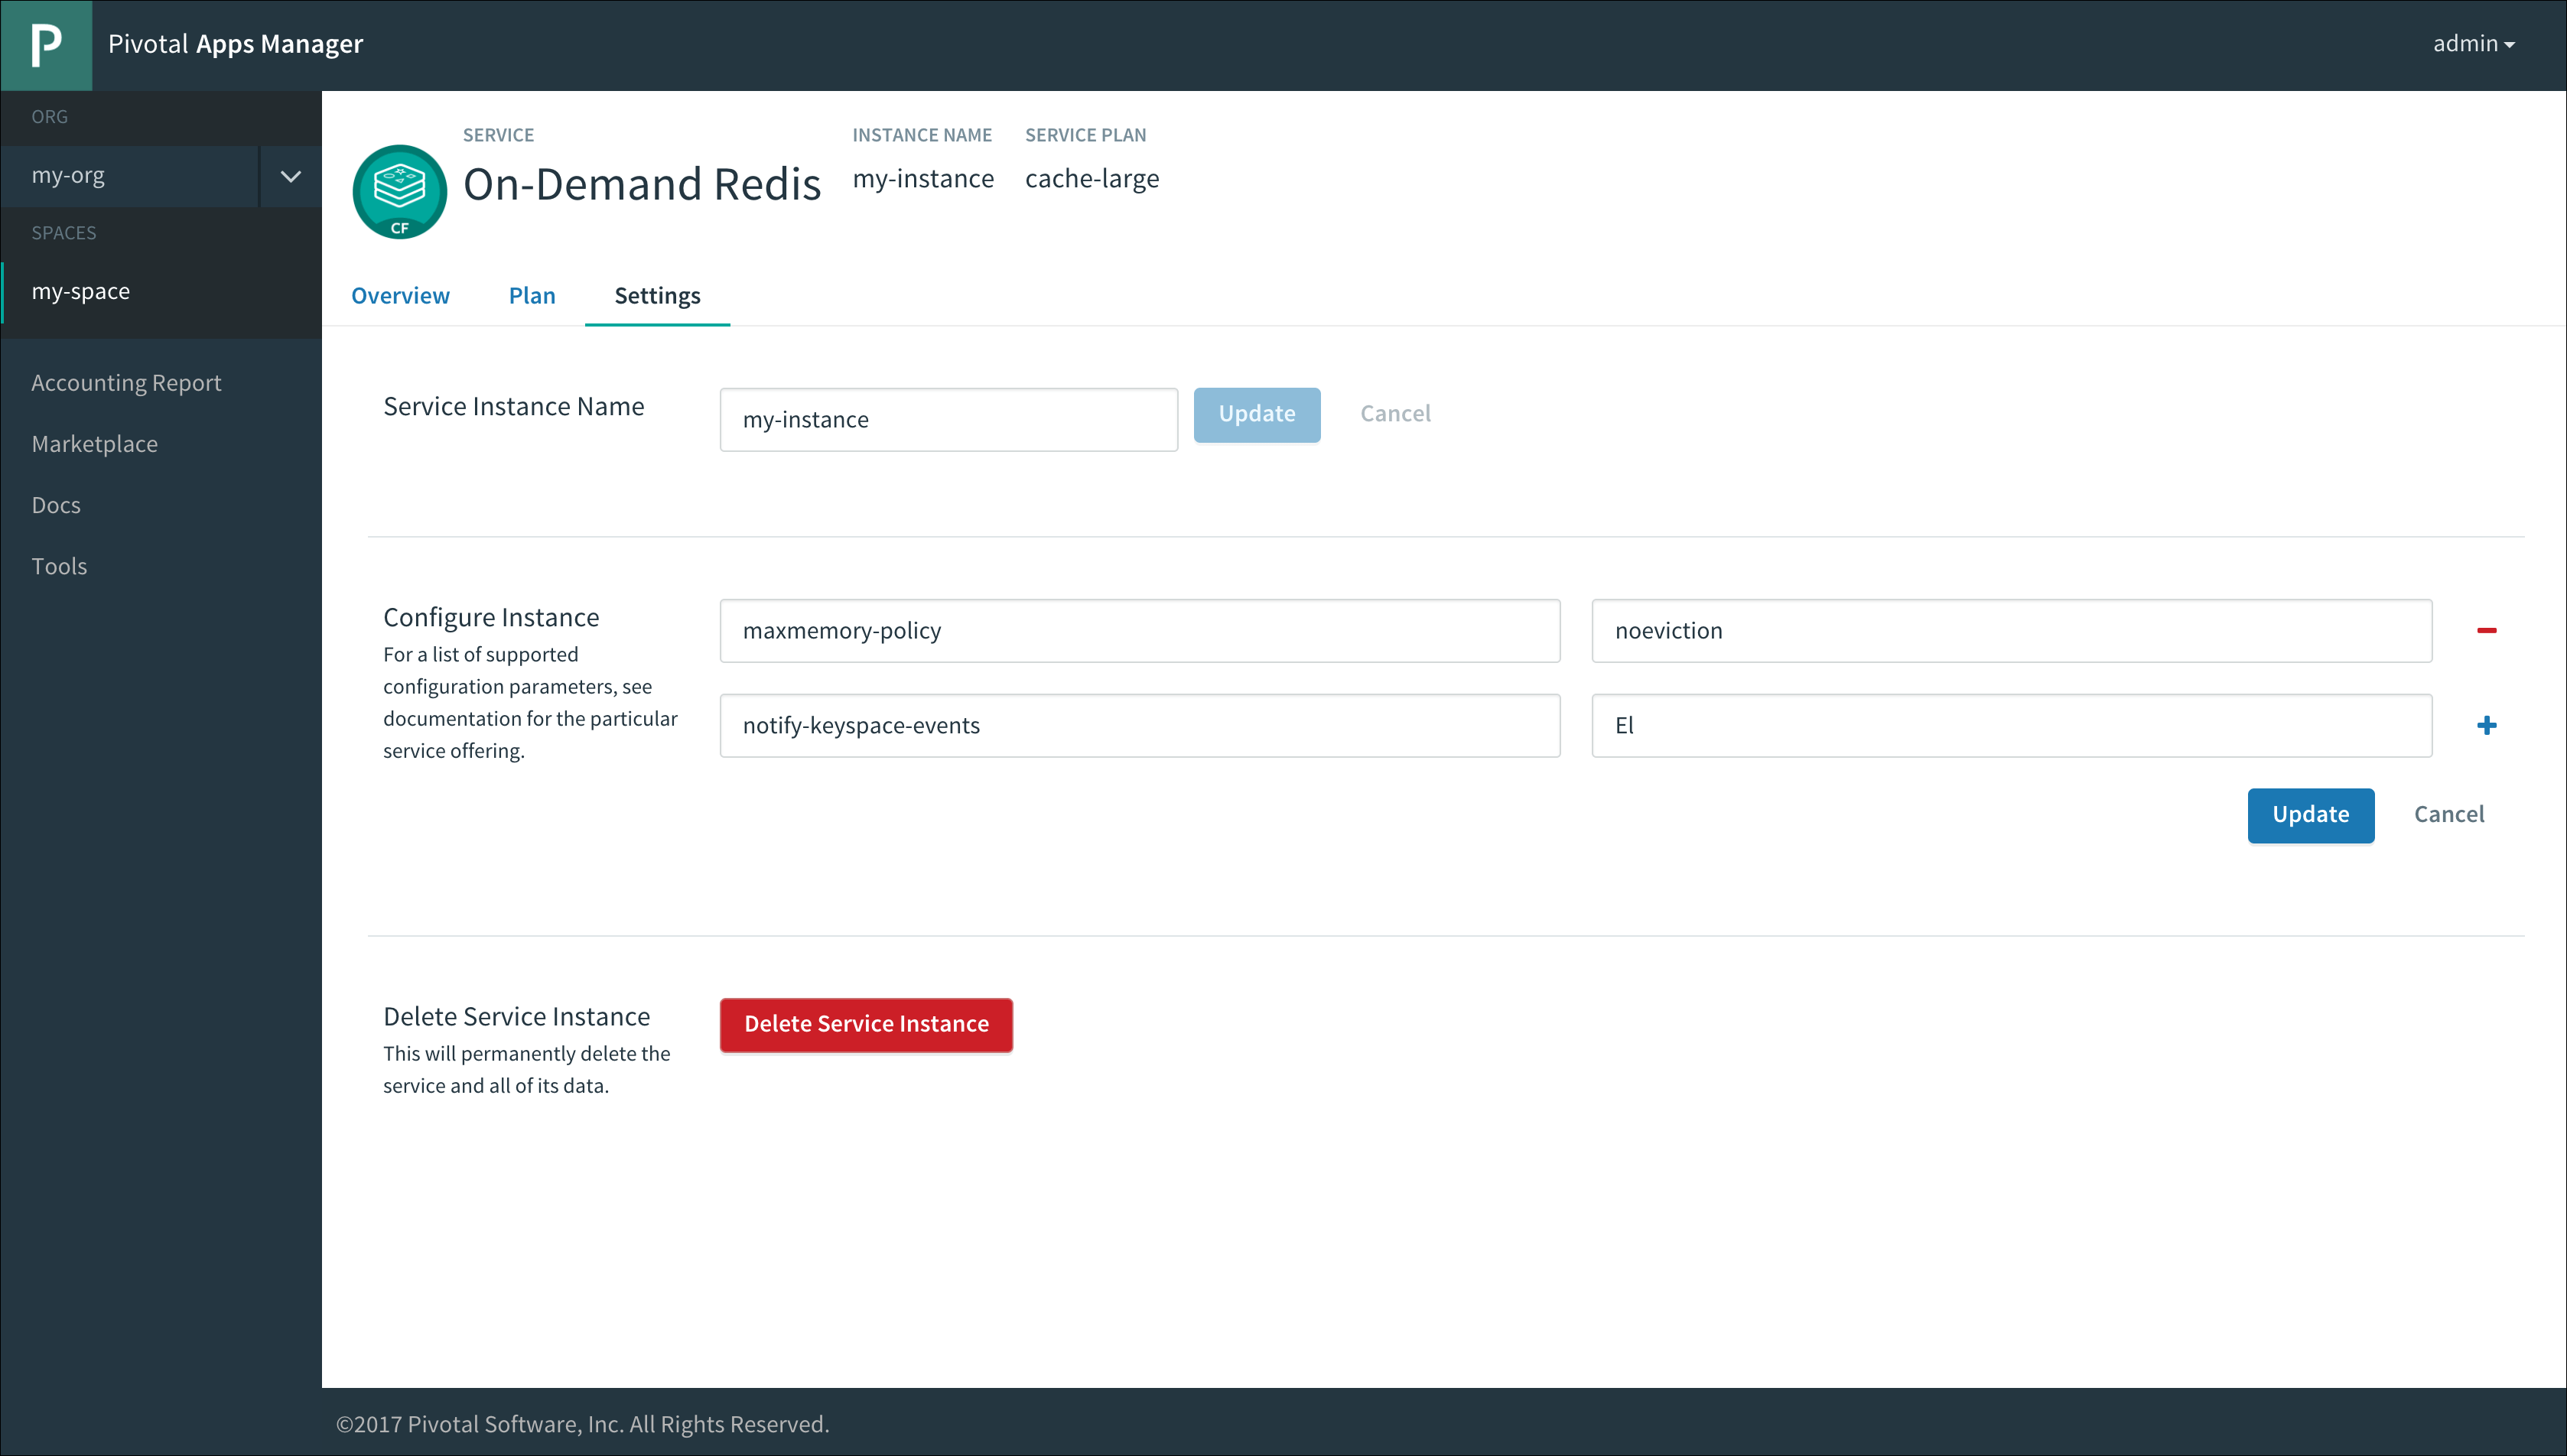 P
Pivotal Apps Manager
admin
ORG
my-org
SPACES
my-space
Accounting Report
Marketplace
Docs
Tools
CF
SERVICE
On-Demand Redis
INSTANCE NAME
my-instance
SERVICE PLAN
cache-large
Overview Plan Settings
Service Instance Name
my-instance
Update Cancel
Configure Instance
For a list of supported
configuration parameters, see
documentation for the particular
service offering.
maxmemory-policy
noeviction
notify-keyspace-events
El
Update Cancel
Delete Service Instance
This will permanently delete the
service and all of its data.
Delete Service Instance
©2017 Pivotal Software, Inc. All Rights Reserved.